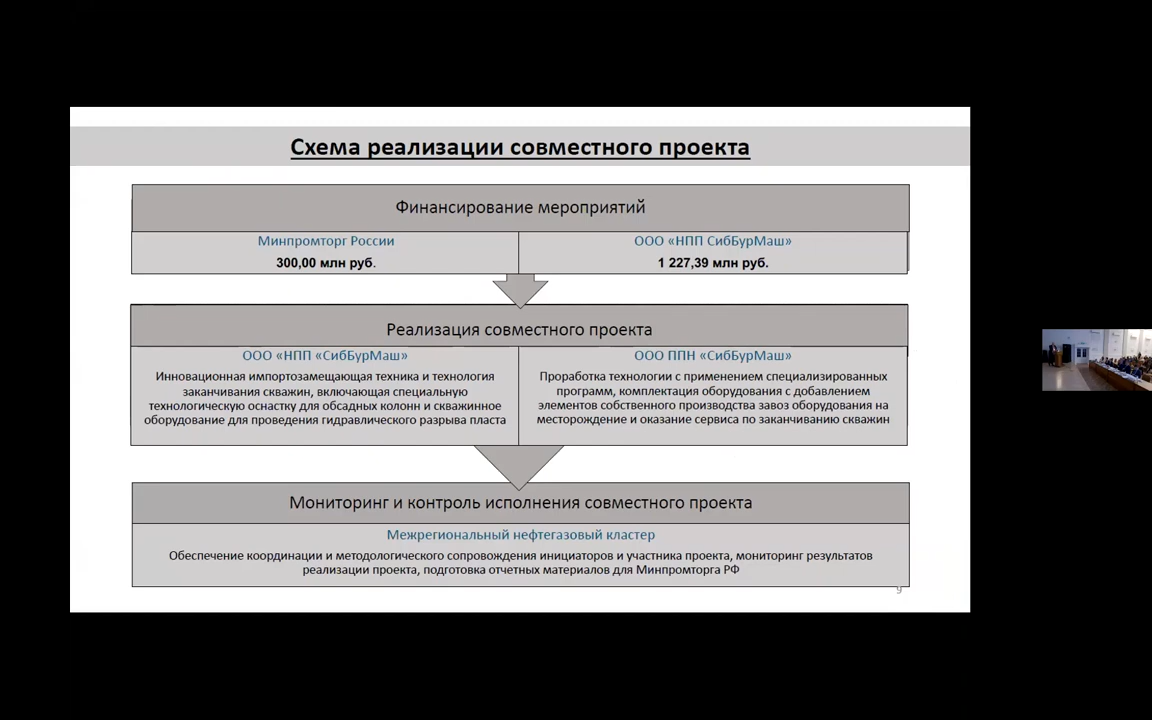 Схема реализации совместного проекта
Финансирование мероприятий
Минпромторг России
300,00 млн руб.
ООО «НПП СибБурМаш»
1 227,39 млн руб.
Реализация совместного проекта
ООО «НПП «СибБурМаш»
Инновационная импортозамещающая техника и технология
заканчивания скважин, включающая специальную
технологическую оснастку для обсадных колонн и скважинное
оборудование для проведения гидравлического разрыва пласта
ООО ППН «СибБурМаш»
Проработка технологии с применением специализированных
программ, комплектация оборудования с добавлением
элементов собственного производства завоз оборудования на
месторождение и оказание сервиса по заканчиванию скважин
Мониторинг и контроль исполнения совместного проекта
Межрегиональный нефтегазовый кластер
Обеспечение координации и методологического сопровождения инициаторов и участника проекта, мониторинг результатов
реализации проекта, подготовка отчетных материалов для Минпромторга РФ
9